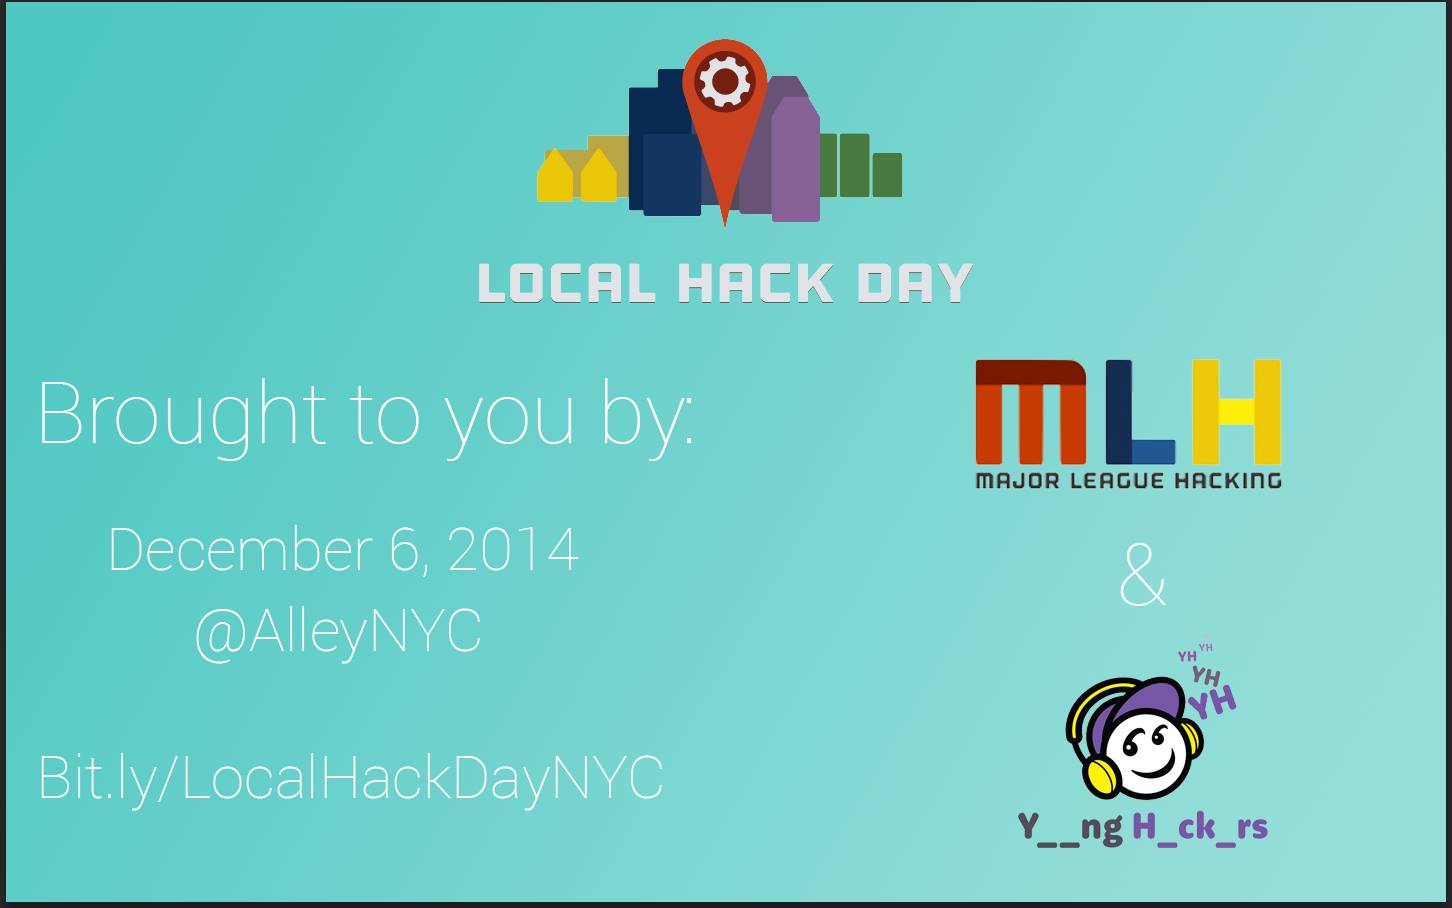 LOCAL HACK DAY
Brought to you by:
December 6, 2014
@AlleyNYC
Bit.ly/LocalHackDayNYC
MLH
MAJOR LEAGUE HACKING
&
YH YH
YH
YH
Y__ng H_ck_rs